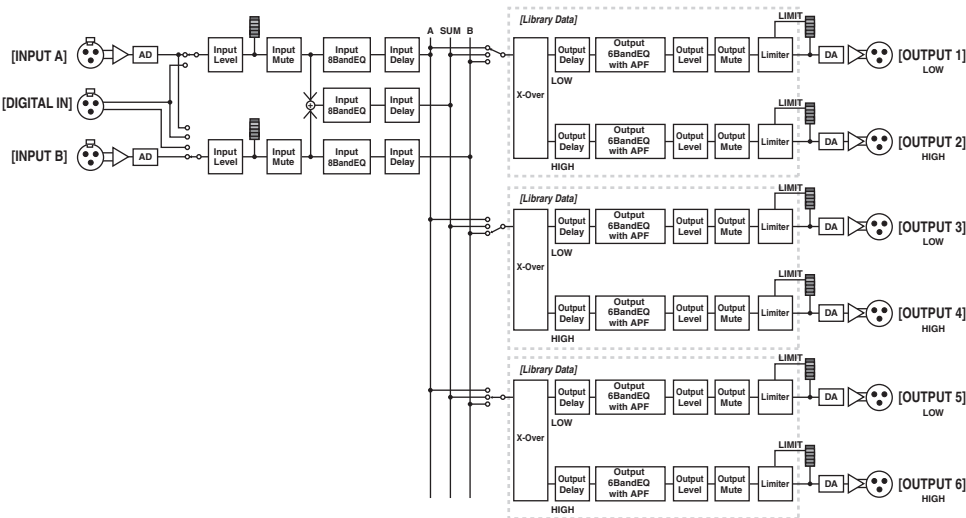 [Library Data]
LIMIT
A SUM B
[INPUT A]
AD
Input
Level
Input
Mute
Input
8BandEQ
Input
Delay
X-Over
Output
Delay
LOW
Output
6BandEQ
with APF
Output
Level
Output
Mute
Limiter
DA
[OUTPUT 1]
LOW
[DIGITAL IN]
Input
8BandEQ
Input
Delay
LIMIT
[INPUT B]
AD
Input
Level
Input
Mute
Input
8BandEQ
Input
Delay
Output
Delay
HIGH
Output
6BandEQ
with APF
Output
Level
Output
Mute
Limiter
DA
[OUTPUT 2]
HIGH
[Library Data]
LIMIT
X-Over
Output
Delay
LOW
Output
6BandEQ
with APF
Output
Level
Output
Mute
Limiter
DA
[OUTPUT 3]
LOW
LIMIT
Output
Delay
HIGH
Output
6BandEQ
with APF
Output
Level
Output
Mute
Limiter
DA
[OUTPUT 4]
HIGH
[Library Data]
LIMIT
X-Over
Output
Delay
LOW
Output
6BandEQ
with APF
Output
Level
Output
Mute
Limiter
DA
[OUTPUT 5]
LOW
LIMIT
Output
Delay
HIGH
Output
6BandEQ
with APF
Output
Level
Output
Mute
Limiter
DA
[OUTPUT 6]
HIGH